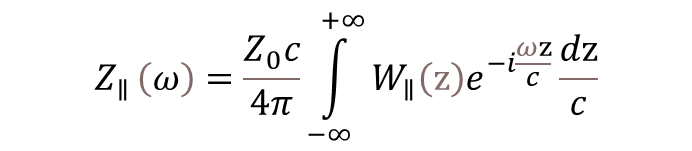 Z∥(ω) = Z₀c/4π ∫_{−∞}^{+∞} W∥(z)e^{−iωz/c} dz/c